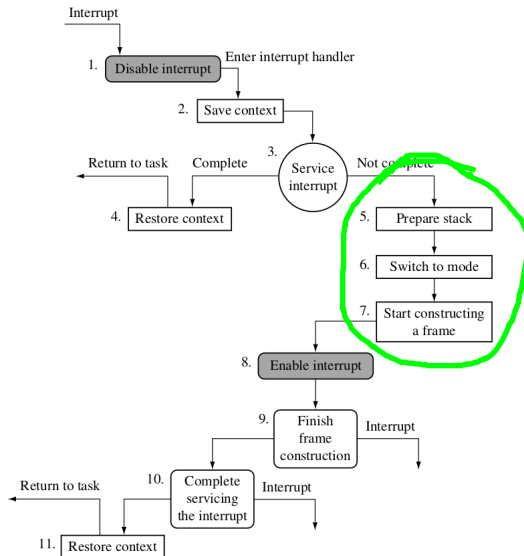 Interrupt
1. Disable interrupt
Enter interrupt handler
2. Save context
3. Service
interrupt
Return to task
Complete
Not complete
4. Restore context
5. Prepare stack
6. Switch to mode
7. Start constructing
a frame
8. Enable interrupt
9. Finish
frame
construction
Interrupt
10. Complete
servicing
the interrupt
Interrupt
Return to task
11. Restore context